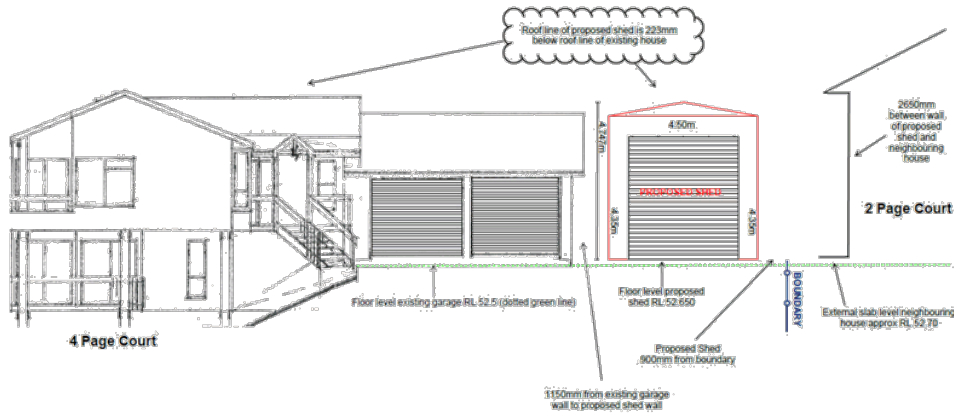 Roof line of proposed shed is 223mm
below roof line of existing house
2650mm
between wall
of proposed
shed and
neighbouring
house
4.50m
4.747m
PROPOSED SHED
4.35m
4.35m
2 Page Court
Floor level existing garage RL 52.5 (dotted green line)
Floor level proposed
shed RL 52.650
BOUNDARY
External slab level neighbouring
house approx RL 52.70
4 Page Court
Proposed Shed
900mm from boundary
1150mm from existing garage
wall to proposed shed wall